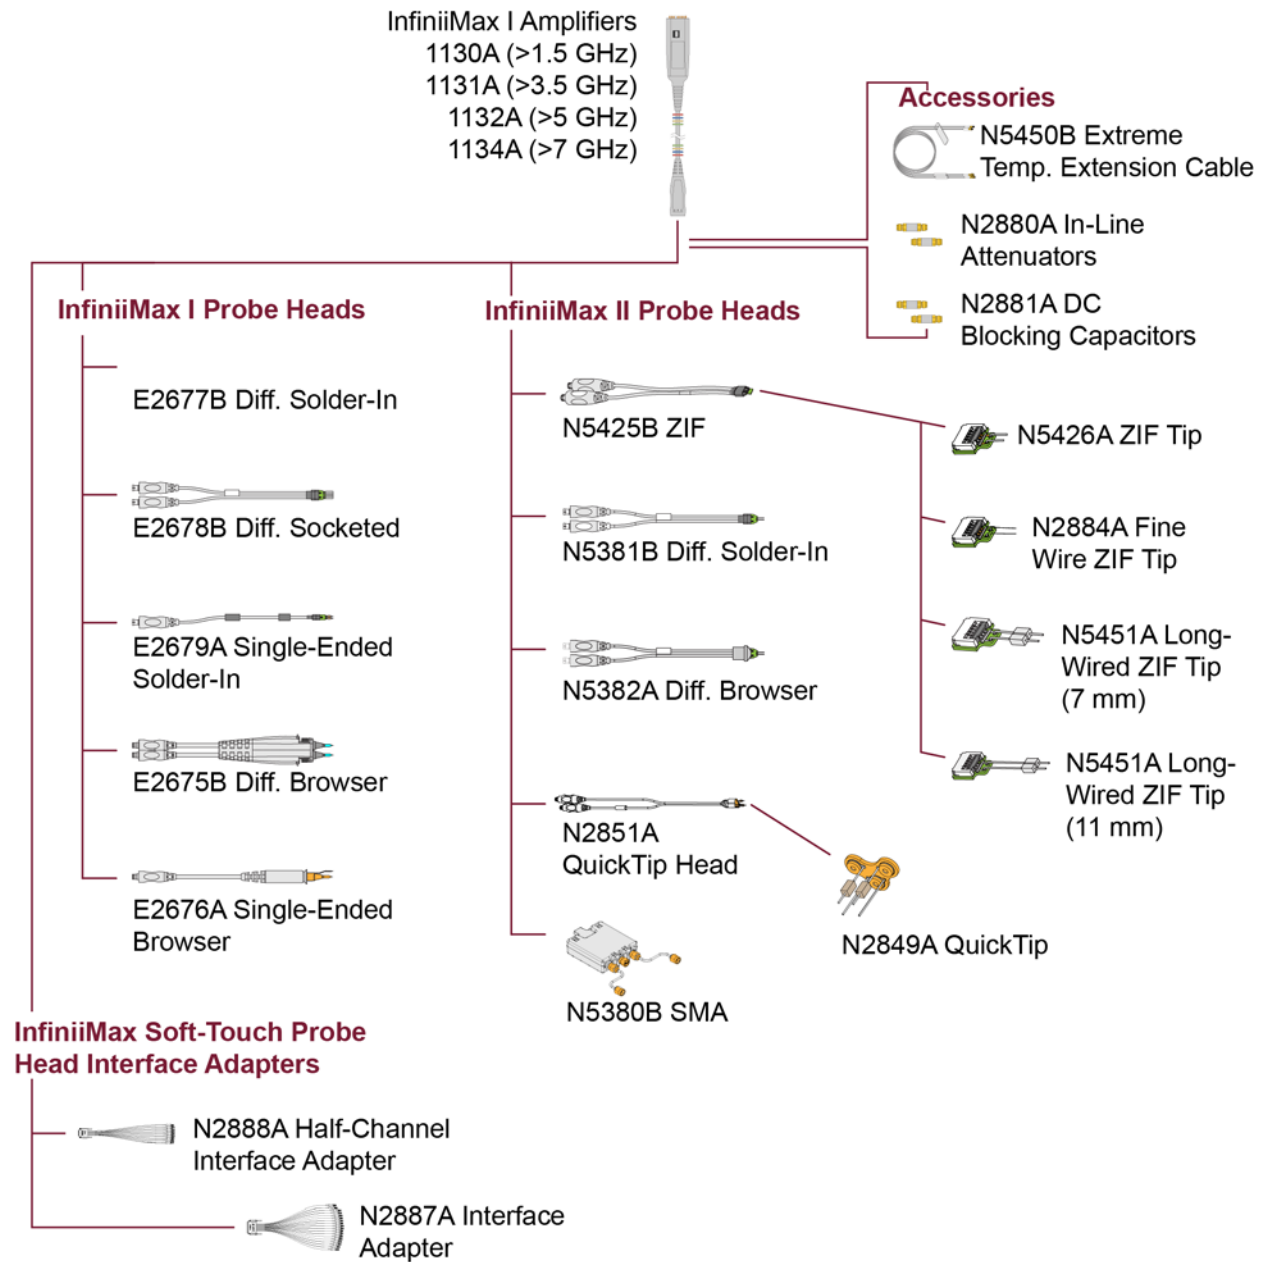 InfiniiMax I Amplifiers
1130A (>1.5 GHz)
1131A (>3.5 GHz)
1132A (>5 GHz)
1134A (>7 GHz)
Accessories
N5450B Extreme
Temp. Extension Cable
N2880A In-Line
Attenuators
N2881A DC
Blocking Capacitors
InfiniiMax I Probe Heads
E2677B Diff. Solder-In
E2678B Diff. Socketed
E2679A Single-Ended
Solder-In
E2675B Diff. Browser
E2676A Single-Ended
Browser
InfiniiMax II Probe Heads
N5425B ZIF
N5381B Diff. Solder-In
N5382A Diff. Browser
N2851A
QuickTip Head
N5380B SMA
N5426A ZIF Tip
N2884A Fine
Wire ZIF Tip
N5451A Long-
Wired ZIF Tip
(7 mm)
N5451A Long-
Wired ZIF Tip
(11 mm)
N2849A QuickTip
InfiniiMax Soft-Touch Probe
Head Interface Adapters
N2888A Half-Channel
Interface Adapter
N2887A Interface
Adapter